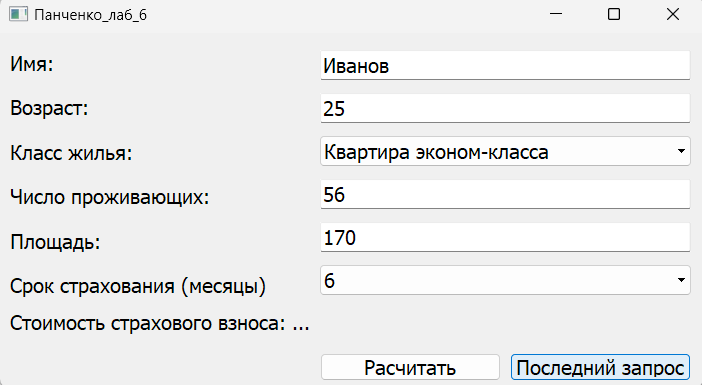 Панченко_лаб_6
Имя: Иванов
Возраст: 25
Класс жилья: Квартира эконом-класса
Число проживающих: 56
Площадь: 170
Срок страхования (месяцы) 6
Стоимость страхового взноса: ...
Расчитать Последний запрос